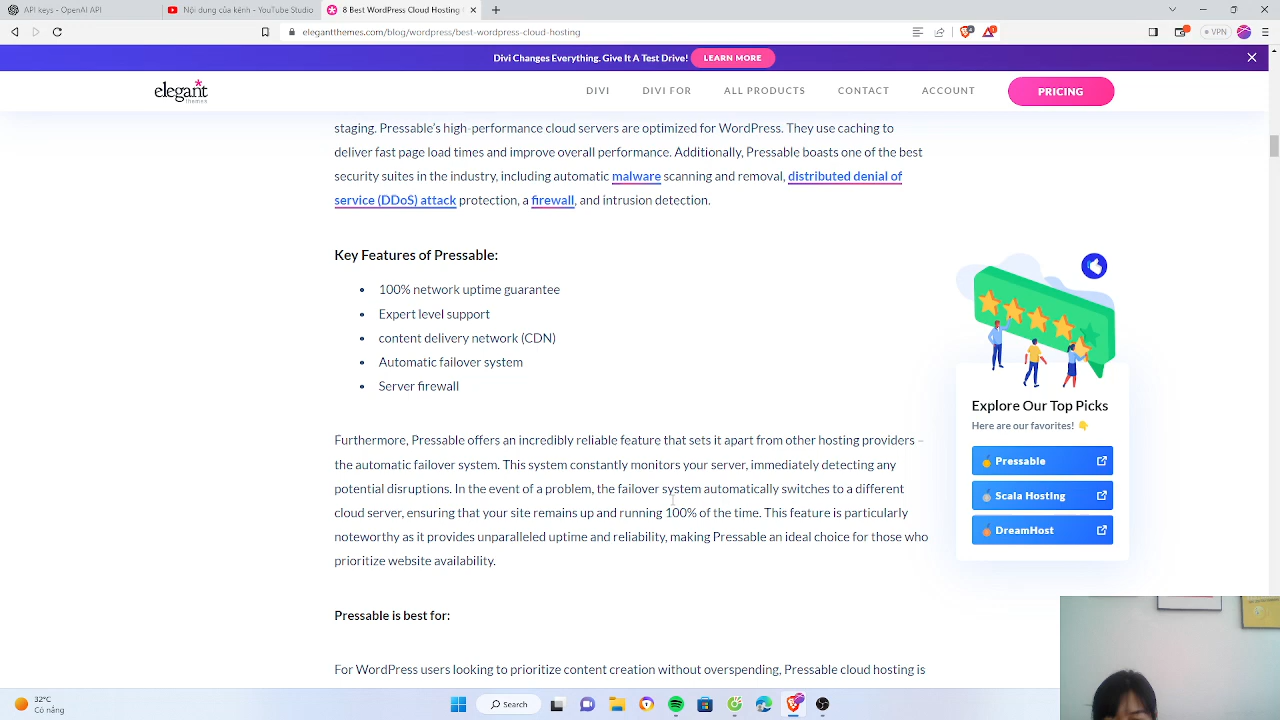 API keys - OpenAI API
Nội dung của kênh - YouTube Studio
8 Best WordPress Cloud Hosting
elegantthemes.com/blog/wordpress/best-wordpress-cloud-hosting
VPN
Divi Changes Everything. Give It A Test Drive! LEARN MORE
elegant themes
DIVI
DIVI FOR
ALL PRODUCTS
CONTACT
ACCOUNT
PRICING
staging. Pressable's high-performance cloud servers are optimized for WordPress. They use caching to
deliver fast page load times and improve overall performance. Additionally, Pressable boasts one of the best
security suites in the industry, including automatic malware scanning and removal, distributed denial of
service (DDoS) attack protection, a firewall, and intrusion detection.
Key Features of Pressable:
100% network uptime guarantee
Expert level support
content delivery network (CDN)
Automatic failover system
Server firewall
Furthermore, Pressable offers an incredibly reliable feature that sets it apart from other hosting providers –
the automatic failover system. This system constantly monitors your server, immediately detecting any
potential disruptions. In the event of a problem, the failover system automatically switches to a different
cloud server, ensuring that your site remains up and running 100% of the time. This feature is particularly
noteworthy as it provides unparalleled uptime and reliability, making Pressable an ideal choice for those who
prioritize website availability.
Pressable is best for:
For WordPress users looking to prioritize content creation without overspending, Pressable cloud hosting is
Explore Our Top Picks
Here are our favorites!
Pressable
Scala Hosting
DreamHost
32°C
Có nắng
Search